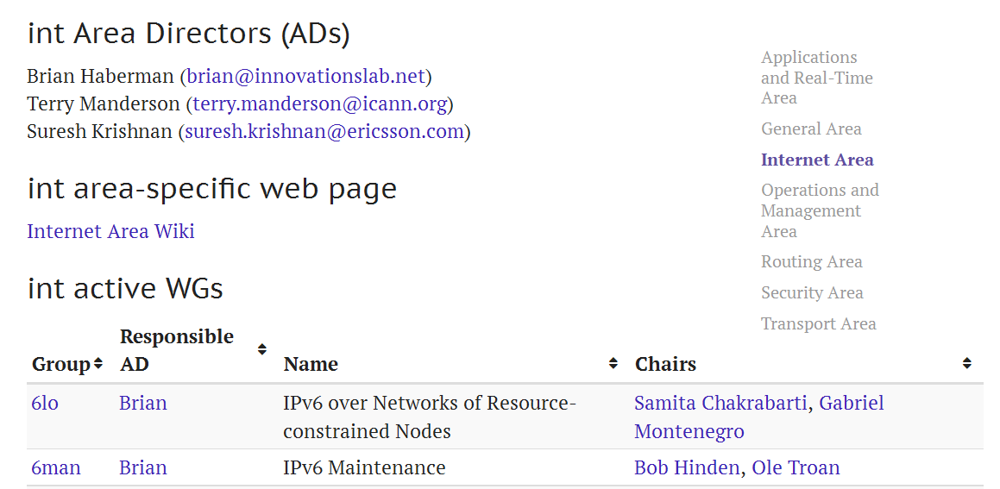 int Area Directors (ADs)
Brian Haberman (brian@innovationslab.net)
Terry Manderson (terry.manderson@icann.org)
Suresh Krishnan (suresh.krishnan@ericsson.com)
int area-specific web page
Internet Area Wiki
int active WGs
Applications
and Real-Time
Area
General Area
Internet Area
Operations and
Management
Area
Routing Area
Security Area
Transport Area
Group Responsible AD Name Chairs
6lo Brian IPv6 over Networks of Resource- Samita Chakrabarti, Gabriel
constrained Nodes Montenegro
6man Brian IPv6 Maintenance Bob Hinden, Ole Troan